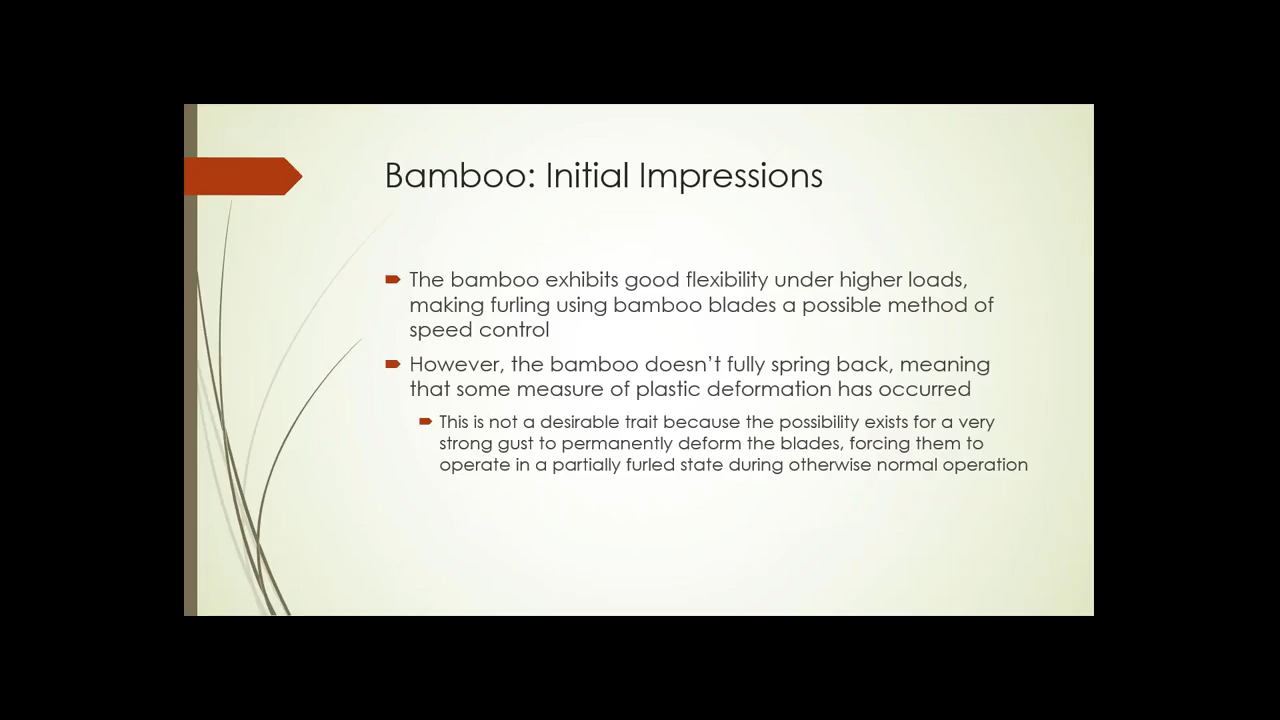 Bamboo: Initial Impressions
The bamboo exhibits good flexibility under higher loads,
making furling using bamboo blades a possible method of
speed control
However, the bamboo doesn’t fully spring back, meaning
that some measure of plastic deformation has occurred
This is not a desirable trait because the possibility exists for a very
strong gust to permanently deform the blades, forcing them to
operate in a partially furled state during otherwise normal operation